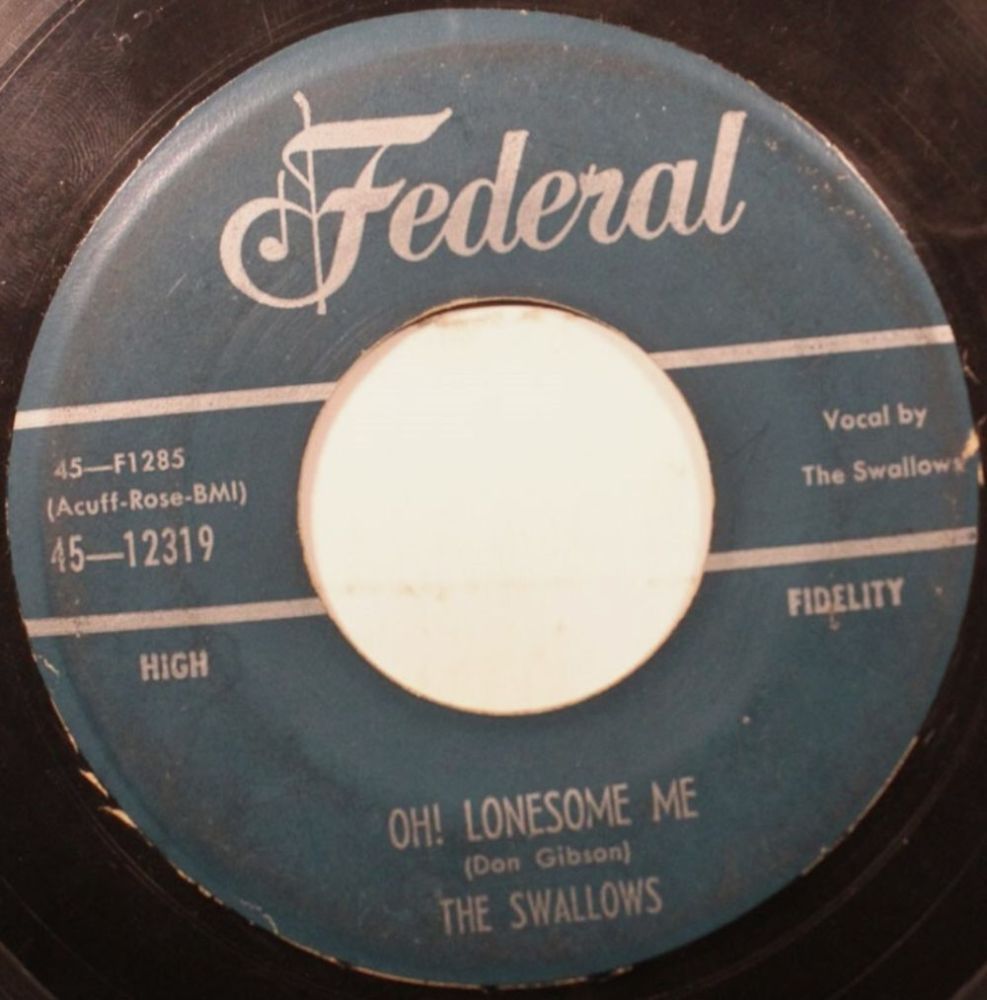 Federal
45—F1285
(Acuff-Rose-BMI)
45—12319
Vocal by
The Swallows
HIGH
FIDELITY
OH! LONESOME ME
(Don Gibson)
THE SWALLOWS